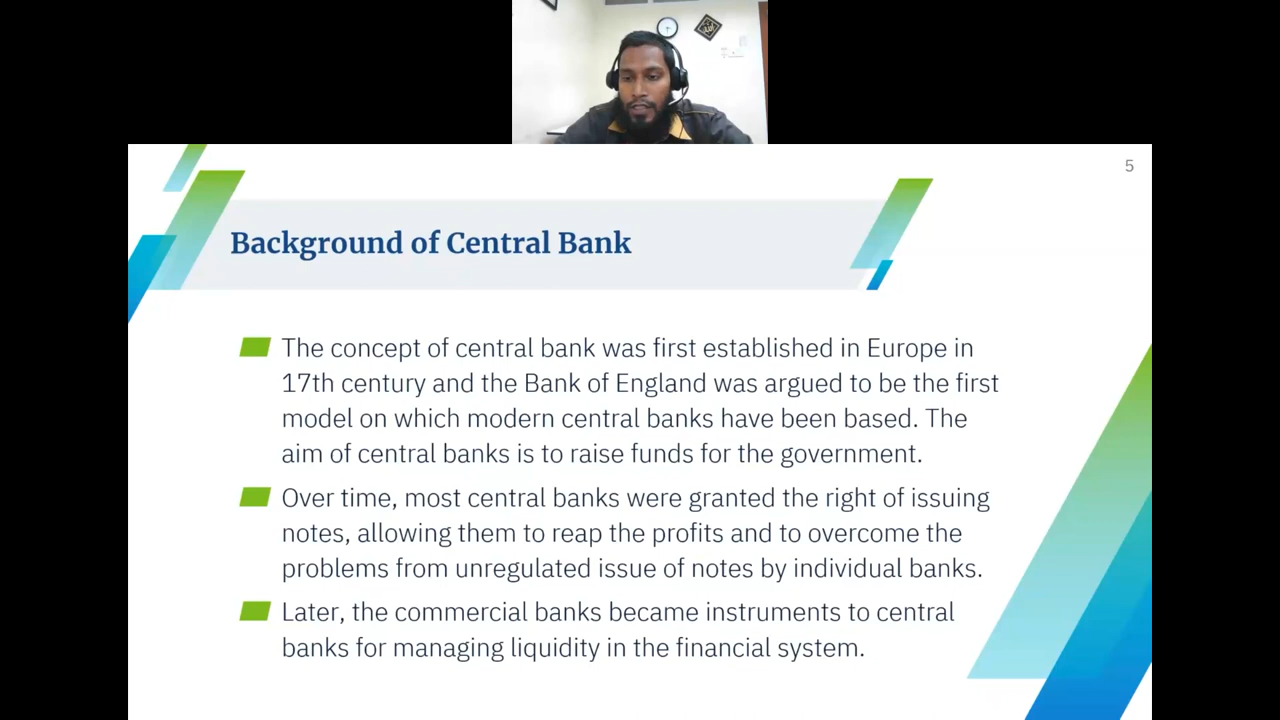 5
Background of Central Bank
The concept of central bank was first established in Europe in
17th century and the Bank of England was argued to be the first
model on which modern central banks have been based. The
aim of central banks is to raise funds for the government.
Over time, most central banks were granted the right of issuing
notes, allowing them to reap the profits and to overcome the
problems from unregulated issue of notes by individual banks.
Later, the commercial banks became instruments to central
banks for managing liquidity in the financial system.